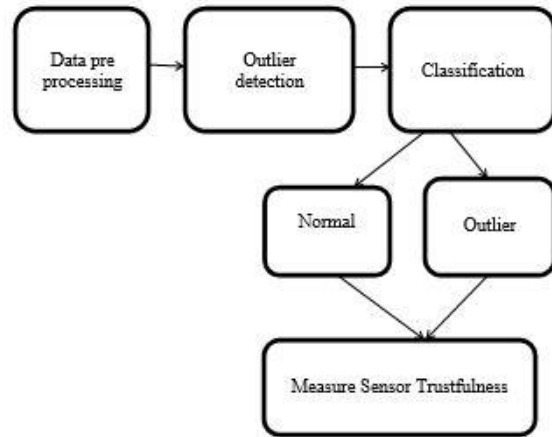 Data pre
processing
Outlier
detection
Classification
Normal
Outlier
Measure Sensor Trustfulness